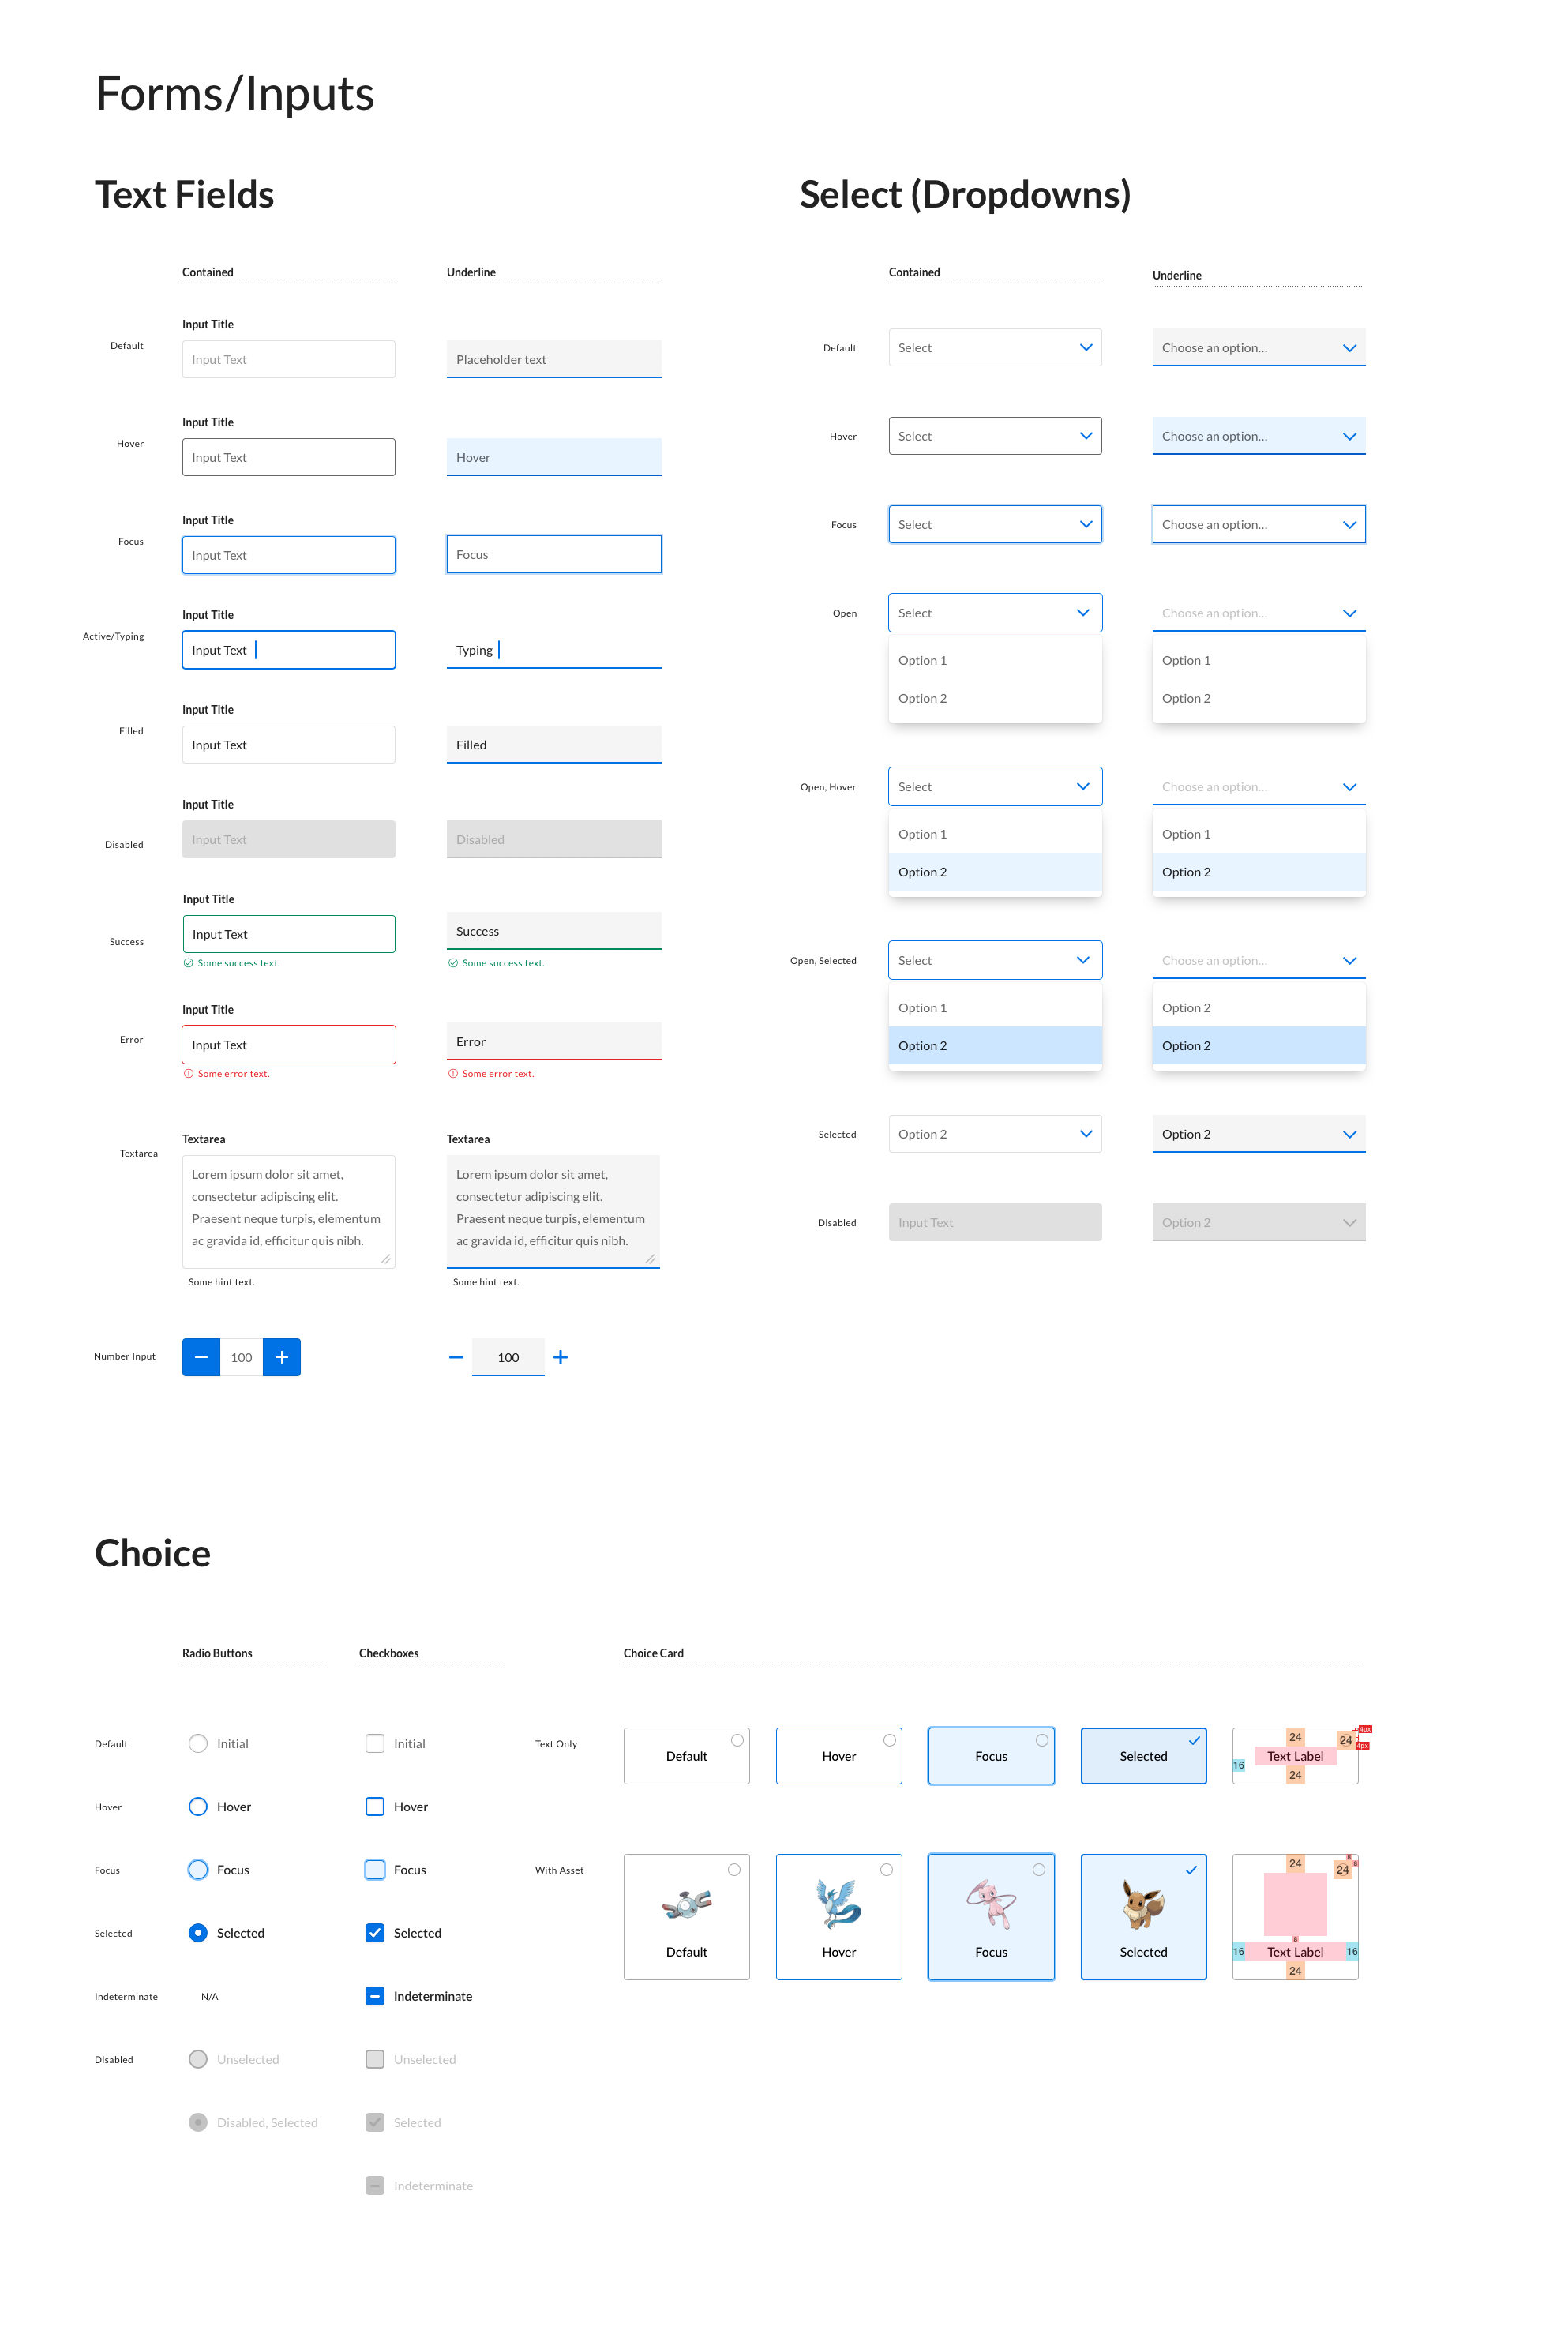 Forms/Inputs
Text Fields
Contained
Underline
Default
Input Title
Input Text
Placeholder text
Hover
Input Title
Input Text
Hover
Focus
Input Title
Input Text
Focus
Active/Typing
Input Title
Input Text
Typing
Filled
Input Title
Input Text
Filled
Disabled
Input Title
Input Text
Disabled
Success
Input Title
Input Text
Some success text.
Success
Some success text.
Error
Input Title
Input Text
Some error text.
Error
Some error text.
Textarea
Textarea
Lorem ipsum dolor sit amet,
consectetur adipiscing elit.
Praesent neque turpis, elementum
ac gravida id, efficitur quis nibh.
Some hint text.
Textarea
Lorem ipsum dolor sit amet,
consectetur adipiscing elit.
Praesent neque turpis, elementum
ac gravida id, efficitur quis nibh.
Some hint text.
Number Input
100
100
Select (Dropdowns)
Contained
Underline
Default
Select
Choose an option...
Hover
Select
Choose an option...
Focus
Select
Choose an option...
Open
Select
Option 1
Option 2
Choose an option...
Option 1
Option 2
Open, Hover
Select
Option 1
Option 2
Choose an option...
Option 1
Option 2
Open, Selected
Select
Option 1
Option 2
Choose an option...
Option 2
Option 2
Selected
Option 2
Option 2
Disabled
Input Text
Option 2
Choice
Radio Buttons
Checkboxes
Choice Card
Default
Initial
Initial
Hover
Hover
Hover
Focus
Focus
Focus
Selected
Selected
Selected
Indeterminate
N/A
Indeterminate
Disabled
Unselected
Unselected
Disabled, Selected
Selected
Indeterminate
Text Only
Default
Hover
Focus
Selected
24
24
4px
4px
Text Label
16
24
With Asset
Default
Hover
Focus
Selected
24
24
8
8
8
16
Text Label
16
24